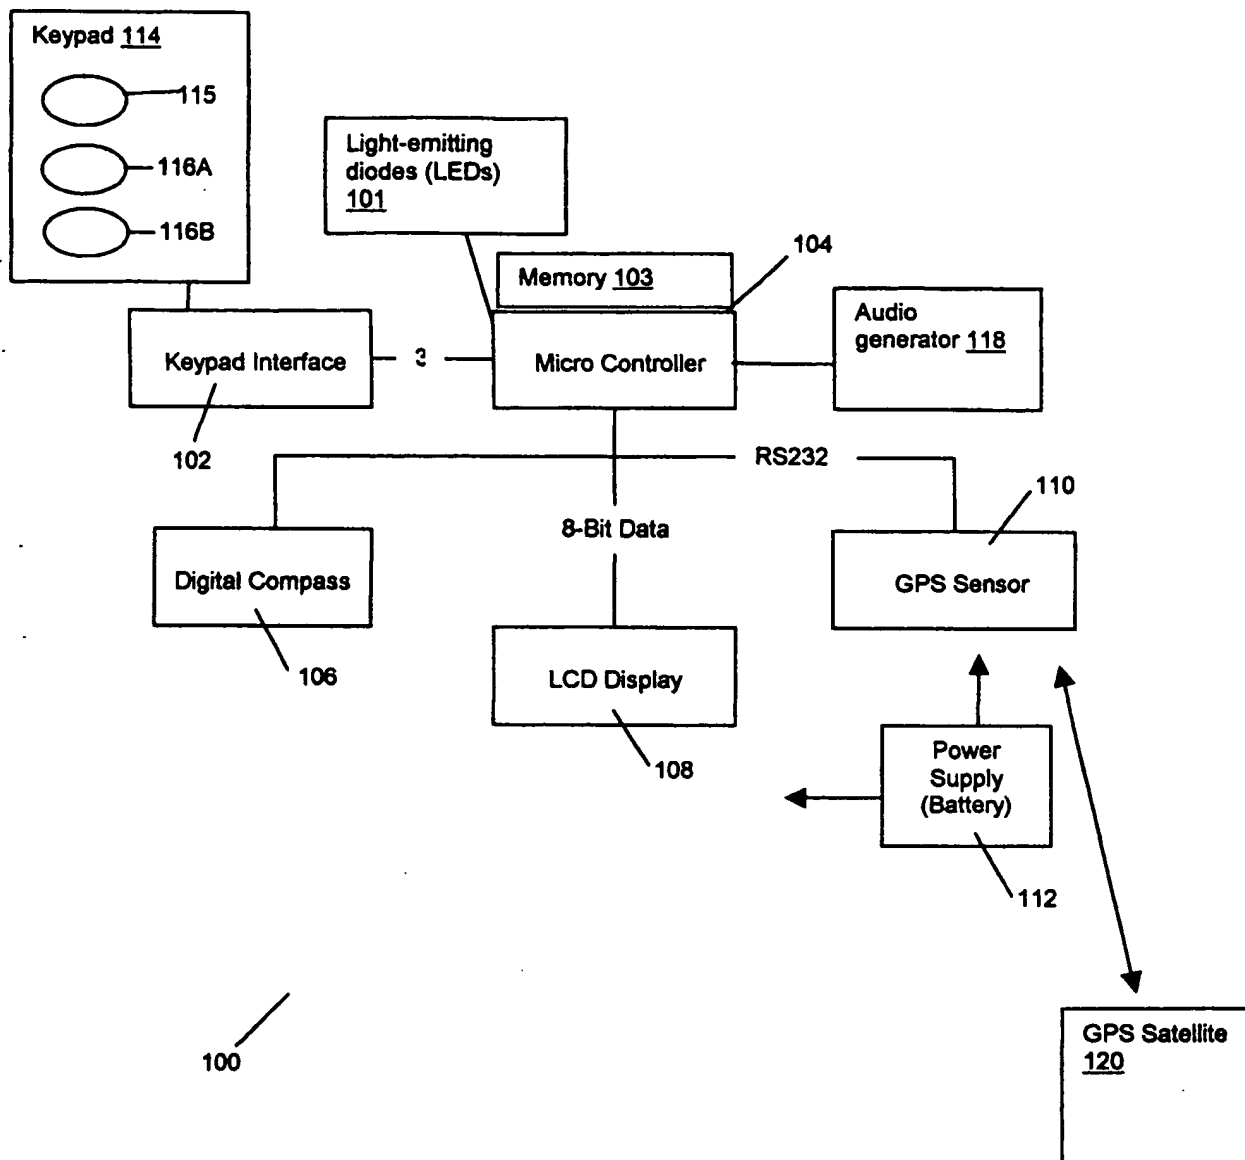 Keypad 114
115
116A
116B
Light-emitting
diodes (LEDs)
101
104
Memory 103
Audio
generator 118
Keypad Interface
3
Micro Controller
102
RS232
110
8-Bit Data
Digital Compass
GPS Sensor
106
LCD Display
108
Power
Supply
(Battery)
112
100
GPS Satellite
120